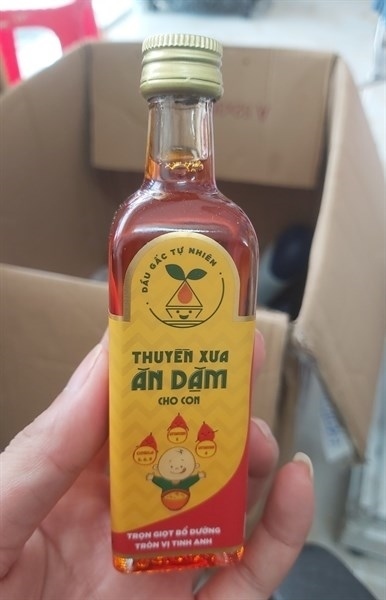 DẦU GẤC TỰ NHIÊN
THUYỀN XƯA
ĂN DẶM
CHO CON
TRỌN GIỌT BỔ DƯỠNG
TRÒN VỊ TINH ANH